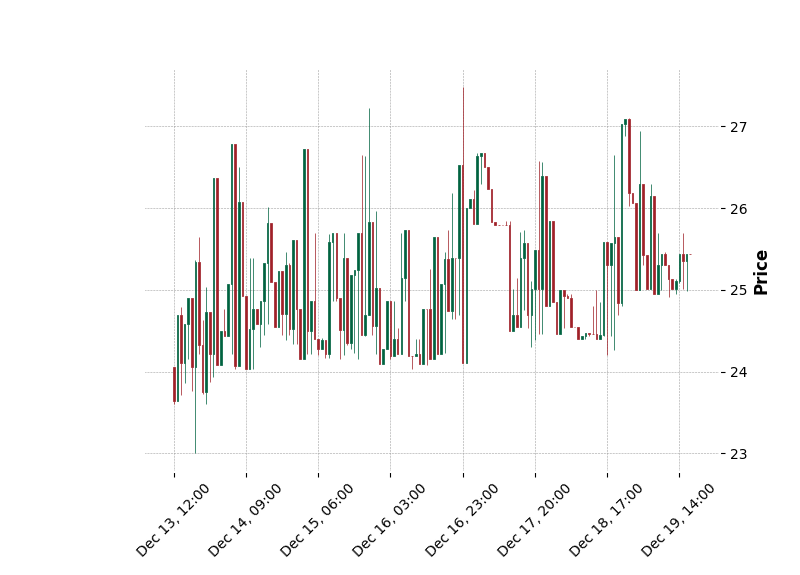 27
26
25
24
23
Price
Dec 13, 12:00
Dec 14, 09:00
Dec 15, 06:00
Dec 16, 03:00
Dec 16, 23:00
Dec 17, 20:00
Dec 18, 17:00
Dec 19, 14:00